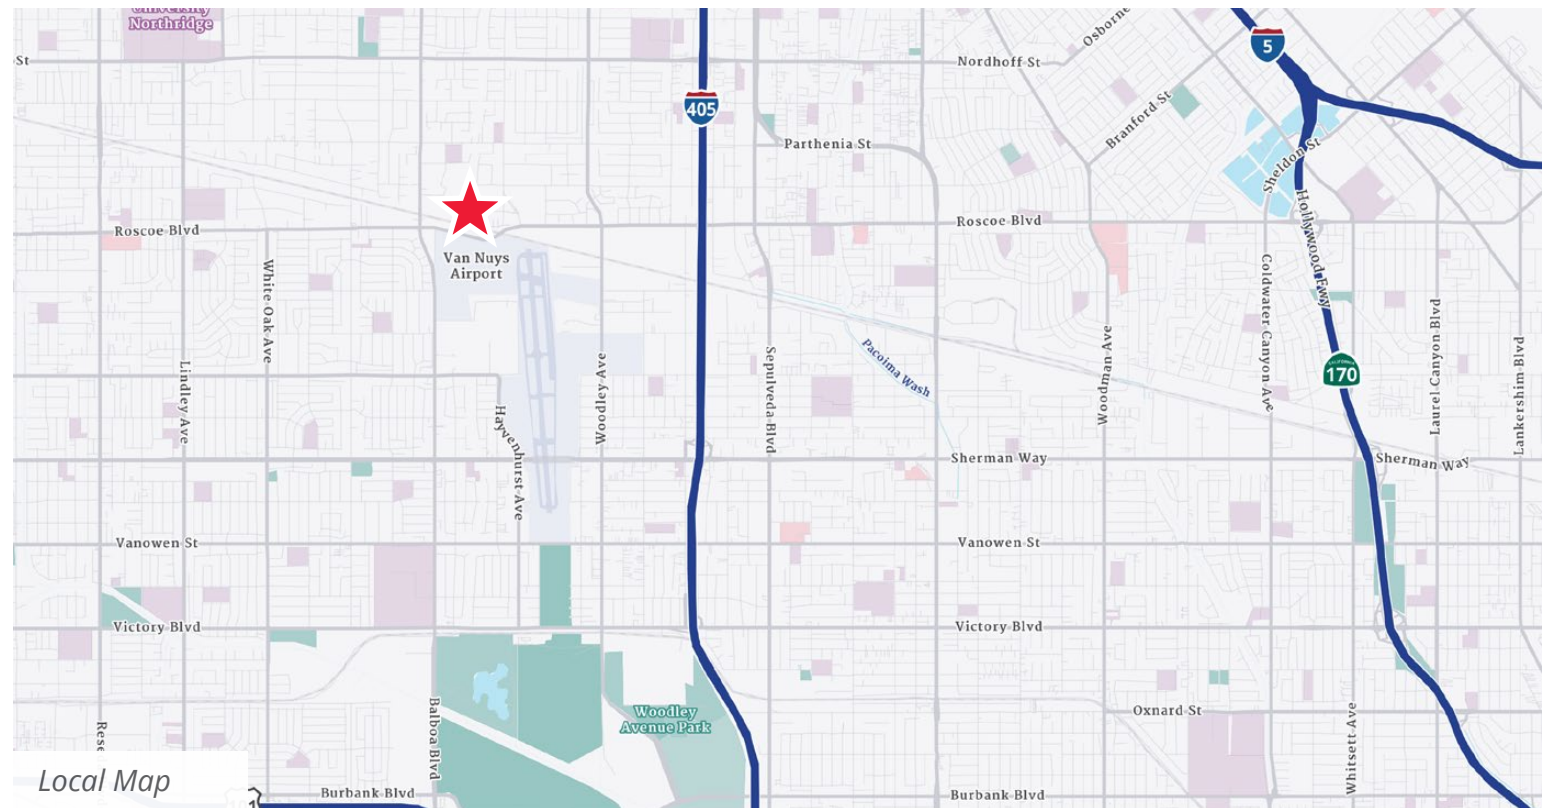 University
Northridge
5
Osborne
St
Nordhoff St
405
Branford St
Parthenia St
Sheldon St
Roscoe Blvd
Roscoe Blvd
Hollywood Fwy
Van Nuys
Airport
White Oak Ave
Coldwater Canyon Ave
Laurel Canyon Blvd
Lankershim Blvd
Lindley Ave
Woodley Ave
Sepulveda Blvd
Pacoima Wash
Woodman Ave
CALIFORNIA
170
Hayvenhurst Ave
Sherman Way
Sherman Way
Vanowen St
Vanowen St
Victory Blvd
Victory Blvd
Balboa Blvd
Woodley
Avenue Park
Oxnard St
Whitsett Ave
Rese
Local Map
Burbank Blvd
Burbank Blvd